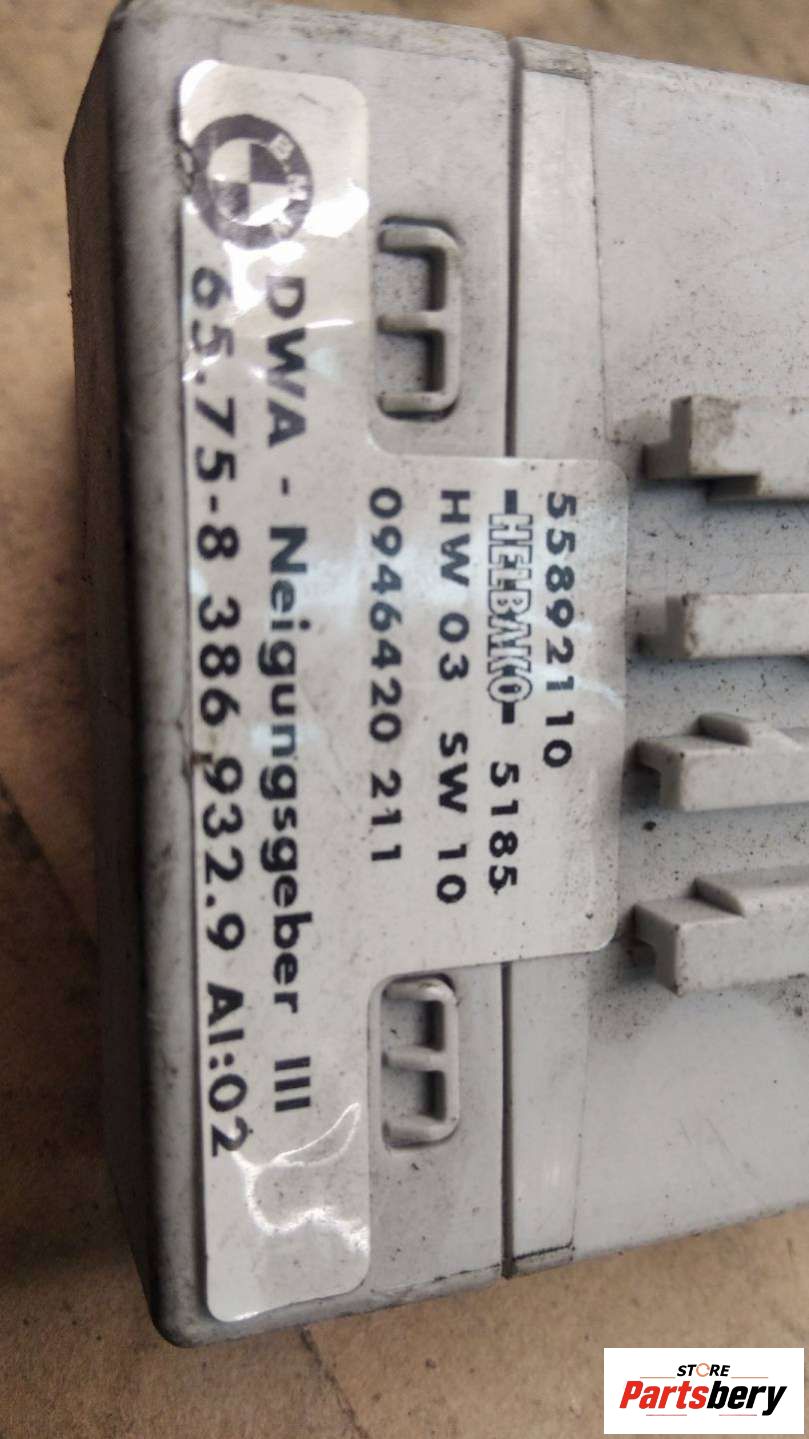 55892110
HELBAKO 5185
HW 03 SW 10
0946420 211
BMW
DWA - Neigungsgeber III
65.75-8 386 932.9 AI:02
STORE
Partsbery